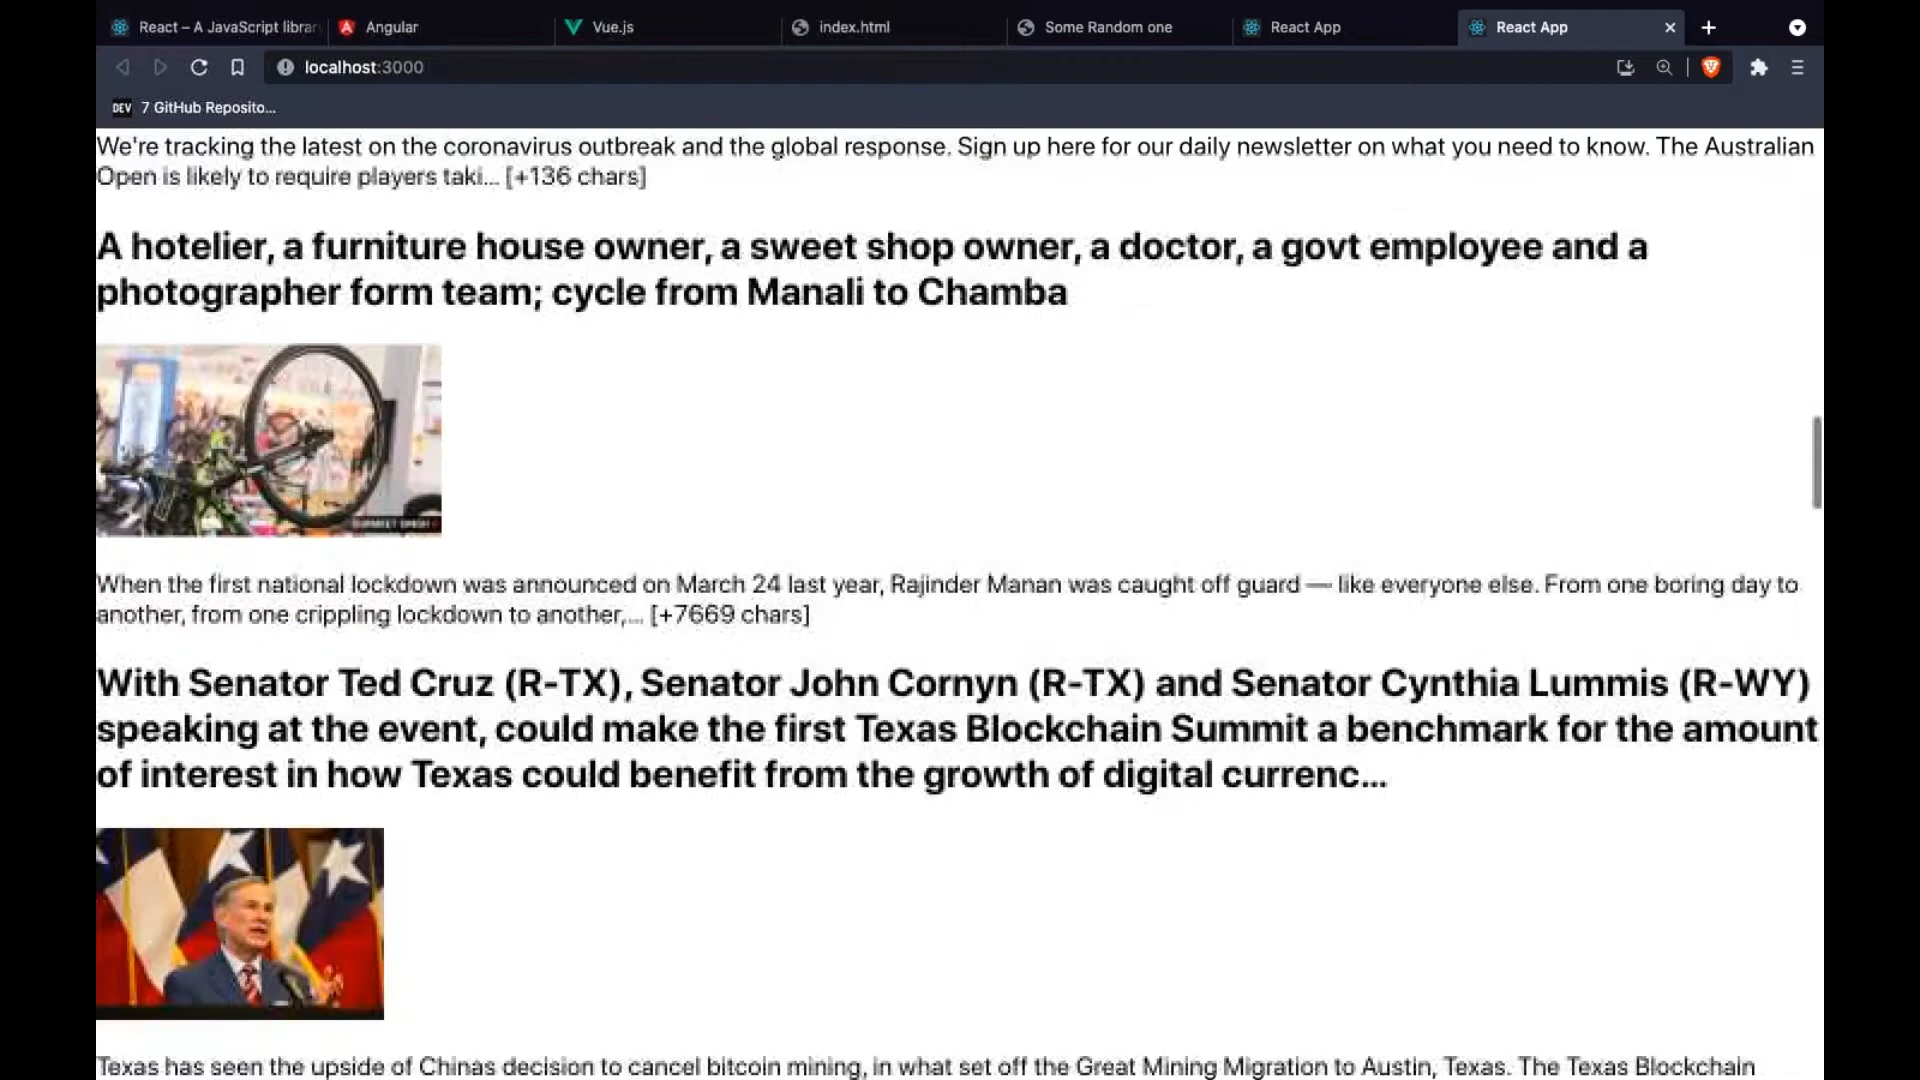 React – A JavaScript librar
Angular
Vue.js
index.html
Some Random one
React App
React App
localhost:3000
DEV 7 GitHub Reposito...
We're tracking the latest on the coronavirus outbreak and the global response. Sign up here for our daily newsletter on what you need to know. The Australian
Open is likely to require players taki... [+136 chars]
A hotelier, a furniture house owner, a sweet shop owner, a doctor, a govt employee and a
photographer form team; cycle from Manali to Chamba
When the first national lockdown was announced on March 24 last year, Rajinder Manan was caught off guard — like everyone else. From one boring day to
another, from one crippling lockdown to another,... [+7669 chars]
With Senator Ted Cruz (R-TX), Senator John Cornyn (R-TX) and Senator Cynthia Lummis (R-WY)
speaking at the event, could make the first Texas Blockchain Summit a benchmark for the amount
of interest in how Texas could benefit from the growth of digital currenc...
Texas has seen the upside of Chinas decision to cancel bitcoin mining, in what set off the Great Mining Migration to Austin, Texas. The Texas Blockchain